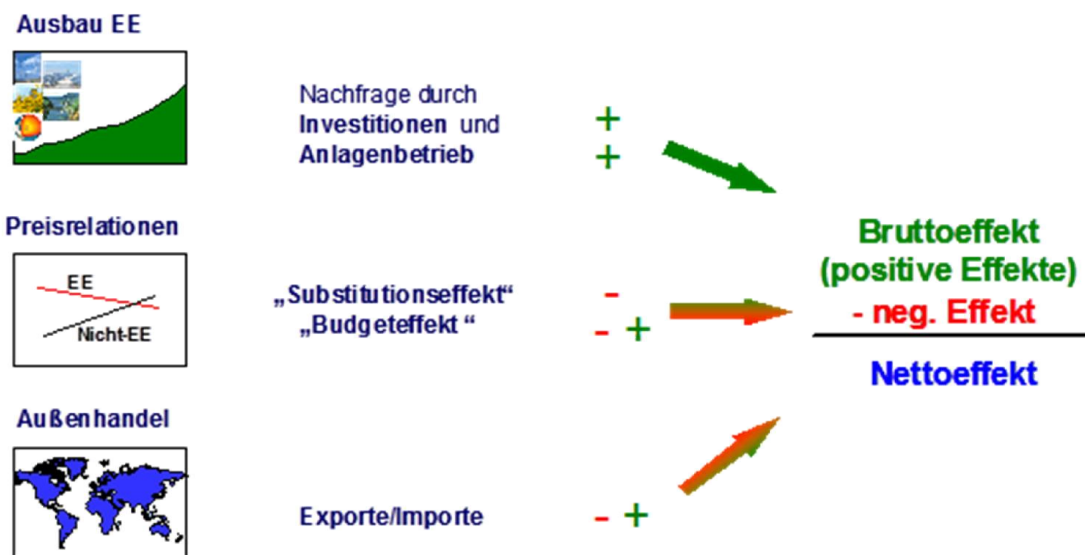 Ausbau EE
Nachfrage durch
Investitionen und
Anlagenbetrieb
+
+
Preisrelationen
EE
Nicht-EE
„Substitutionseffekt“
„Budgeteffekt “
-
- +
Bruttoeffekt
(positive Effekte)
- neg. Effekt
Nettoeffekt
Außenhandel
Exporte/Importe
- +